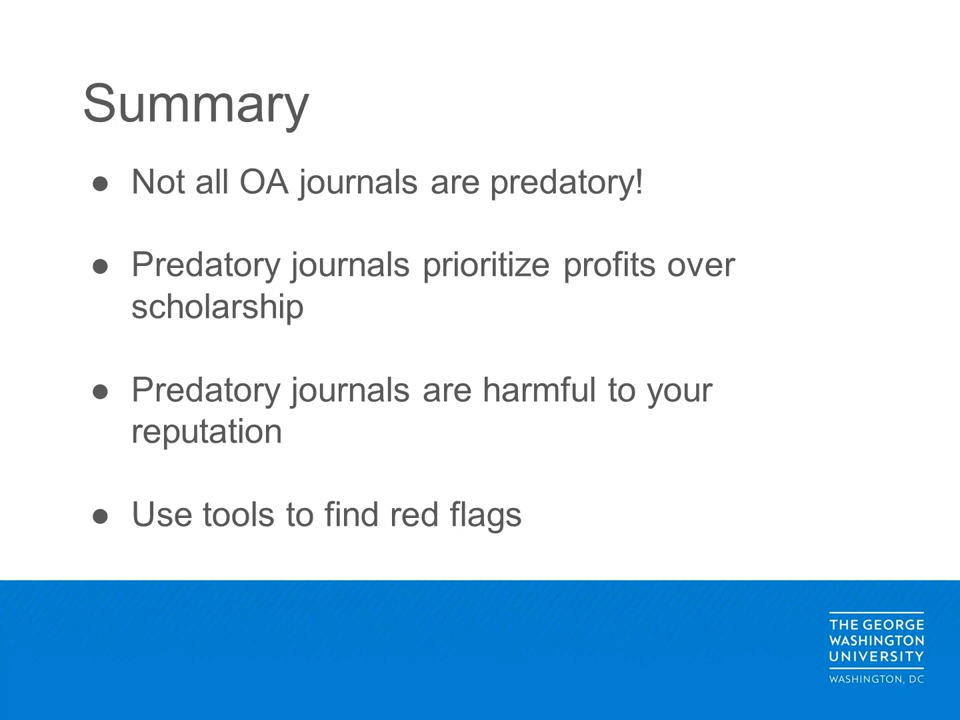 Summary
● Not all OA journals are predatory!
● Predatory journals prioritize profits over
scholarship
● Predatory journals are harmful to your
reputation
● Use tools to find red flags
THE GEORGE
WASHINGTON
UNIVERSITY
WASHINGTON, DC